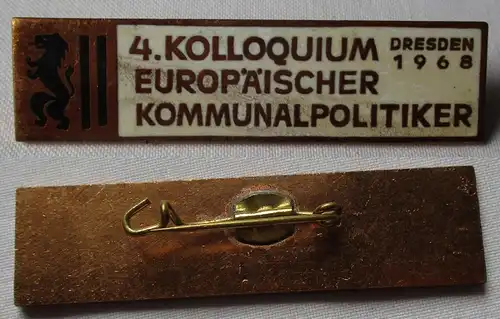 4. KOLLOQUIUM DRESDEN
EUROPÄISCHER 1968
KOMMUNALPOLITIKER